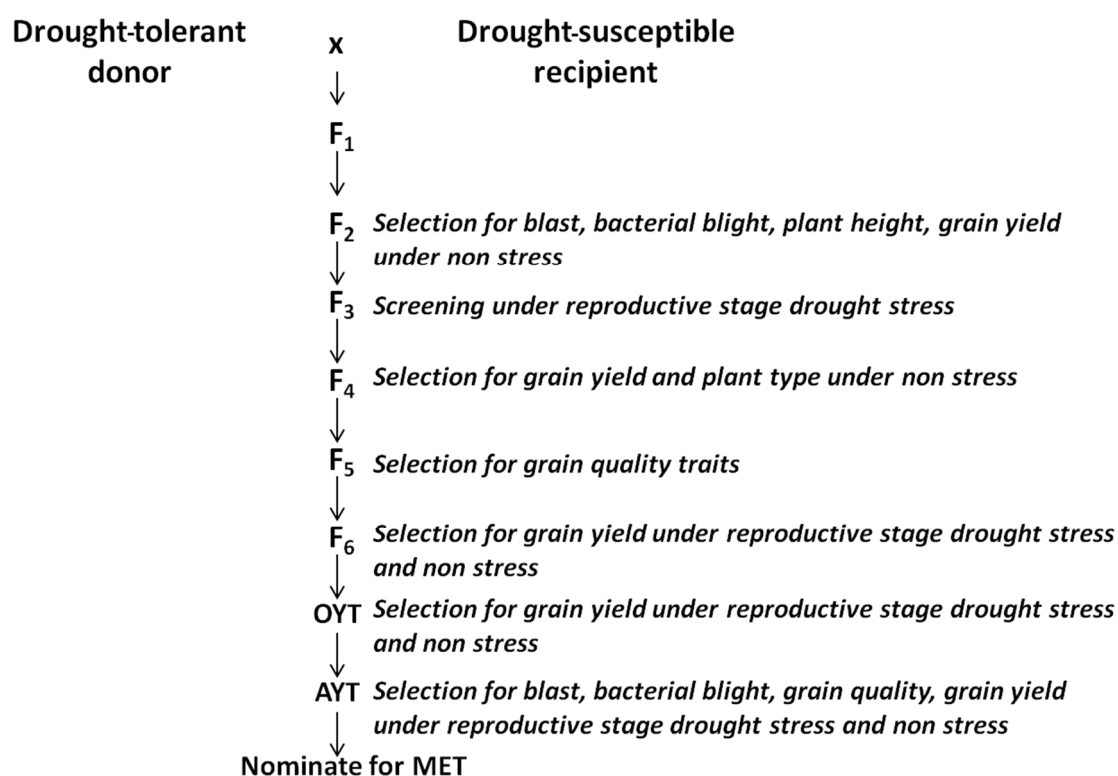 Drought-tolerant donor
x
Drought-susceptible recipient
F₁
F₂ Selection for blast, bacterial blight, plant height, grain yield
under non stress
F₃ Screening under reproductive stage drought stress
F₄ Selection for grain yield and plant type under non stress
F₅ Selection for grain quality traits
F₆ Selection for grain yield under reproductive stage drought stress
and non stress
OYT Selection for grain yield under reproductive stage drought stress
and non stress
AYT Selection for blast, bacterial blight, grain quality, grain yield
under reproductive stage drought stress and non stress
Nominate for MET